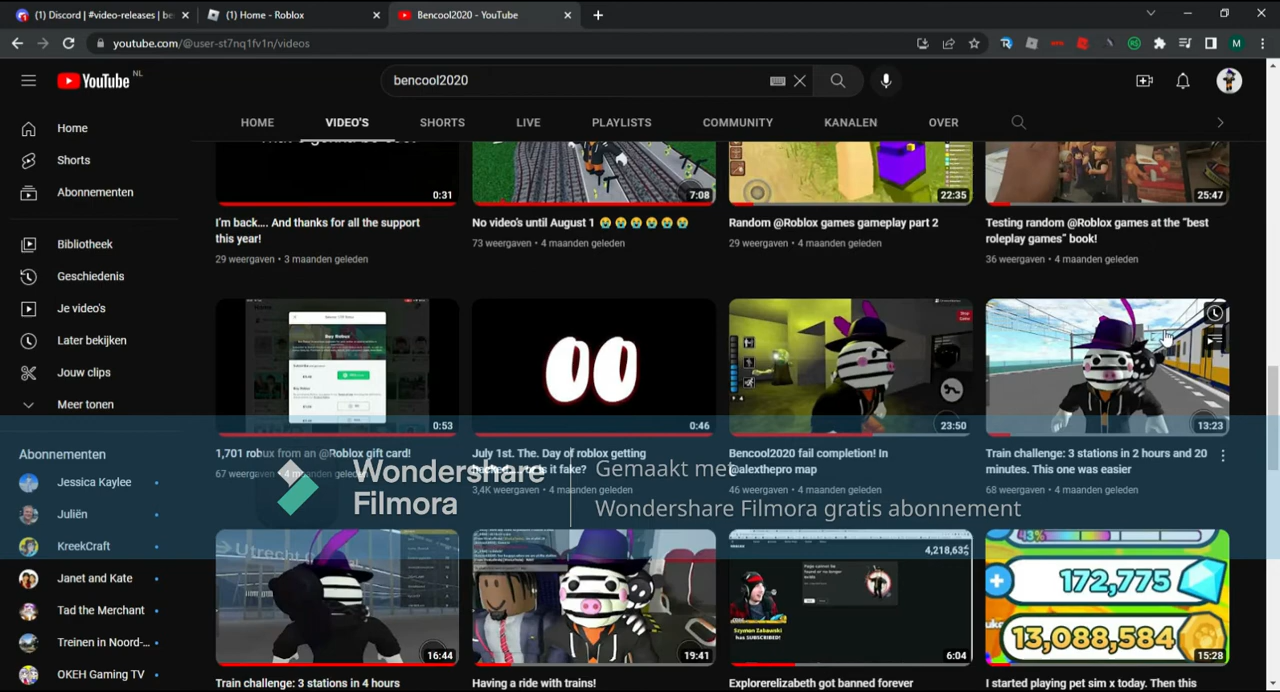 (1) Discord | #video-releases | be
(1) Home - Roblox
Bencool2020 - YouTube
youtube.com/@user-st7nq1fv1n/videos
M
YouTube NL
bencool2020
HOME
VIDEO'S
SHORTS
LIVE
PLAYLISTS
COMMUNITY
KANALEN
OVER
Home
Shorts
Abonnementen
Bibliotheek
Geschiedenis
Je video's
kijken
Jouw clips
Meer tonen
Abonnementen
Jessica Kaylee
Juliën
Kreekcraft
Janet and Kate
Tad the Merchant
en in Noord-...
OKEH Gaming TV
0:31
7:08
22:35
25:47
I'm back.... And thanks for all the support
this year!
29 weergaven • 3 maanden geleden
No video's until August 1 😭😭😭😭😭😭
73 weergaven • 4 maanden geleden
Random @Roblox games gameplay part 2
29 weergaven • 4 maanden geleden
Testing random @Roblox games at the "best
roleplay games" book!
36 weergaven • 4 maanden geleden
0:53
0:46
23:50
13:23
1,701 robux from an @Roblox gift card!
67 weergaven
July 1st. The. Day of roblox getting
is it fake?
3,4K weergaven • 4 maanden geleden
Bencool2020 fail completion! In
@alexthepro map
46 weergaven • 4 maanden geleden
Train challenge: 3 stations in 2 hours and 20
minutes. This one was easier
68 weergaven • 4 maanden geleden
Wondershare
Filmora
Gemaakt met
Wondershare Filmora gratis abonnement
4,218,635
Szymon Zakowski
has SUBSCRIBED!
43%
172,775
13,088,584
16:44
19:41
6:04
15:28
Train challenge: 3 stations in 4 hours
Having a ride with trains!
Explorerelizabeth got banned forever
I started playing pet sim x today. Then this